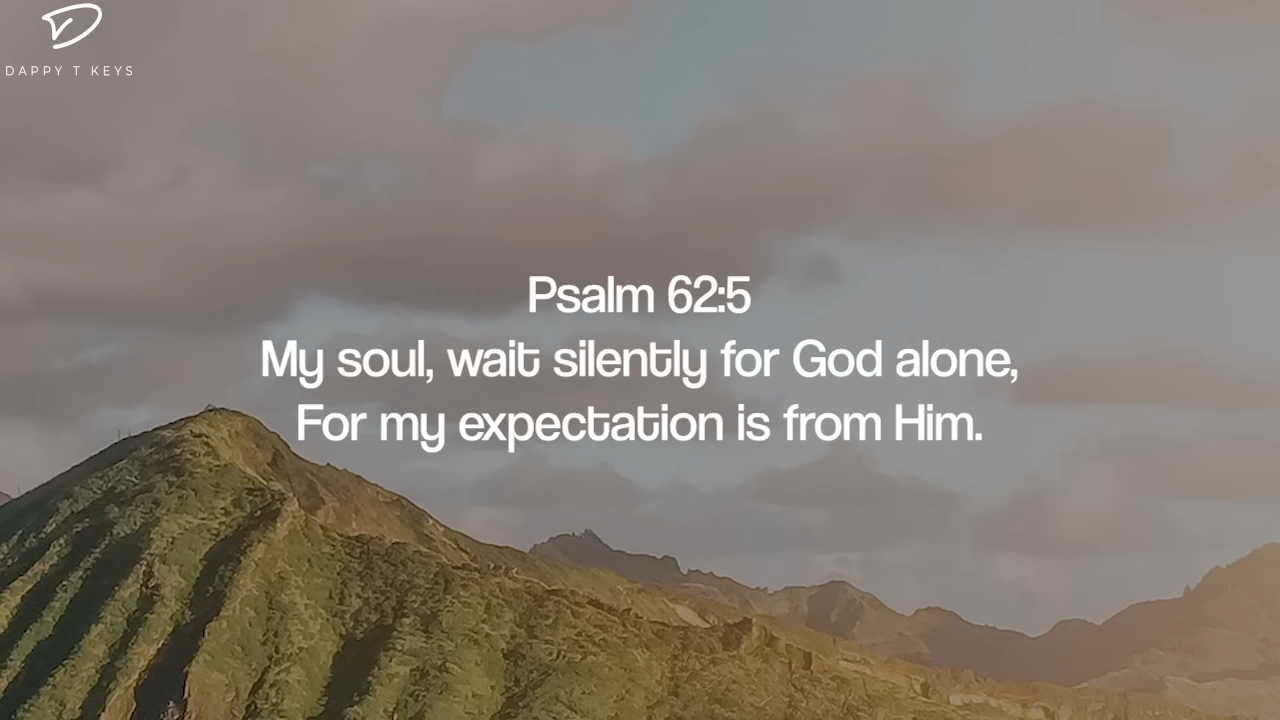 DAPPY T KEYS
Psalm 62:5
My soul, wait silently for God alone,
For my expectation is from Him.